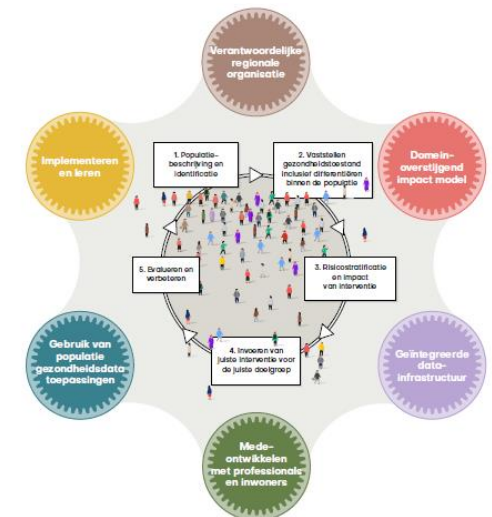 Verantwoordelijke
regionale
organisatie
Implementeren
en leren
Domein-
overstijgend
impact model
1. Populatie-
beschrijving en
identificatie
2. Vaststellen
gezondheidstoestand
inclusief differentiëren
binnen de populatie
5. Evalueren en
verbeteren
3. Risicostratificatie
en impact
van interventie
4. Invoeren van
juiste interventie voor
de juiste doelgroep
Gebruik van
populatie
gezondheidsdata
toepassingen
Geïntegreerde
data-
infrastructuur
Mede-
ontwikkelen
met professionals
en inwoners